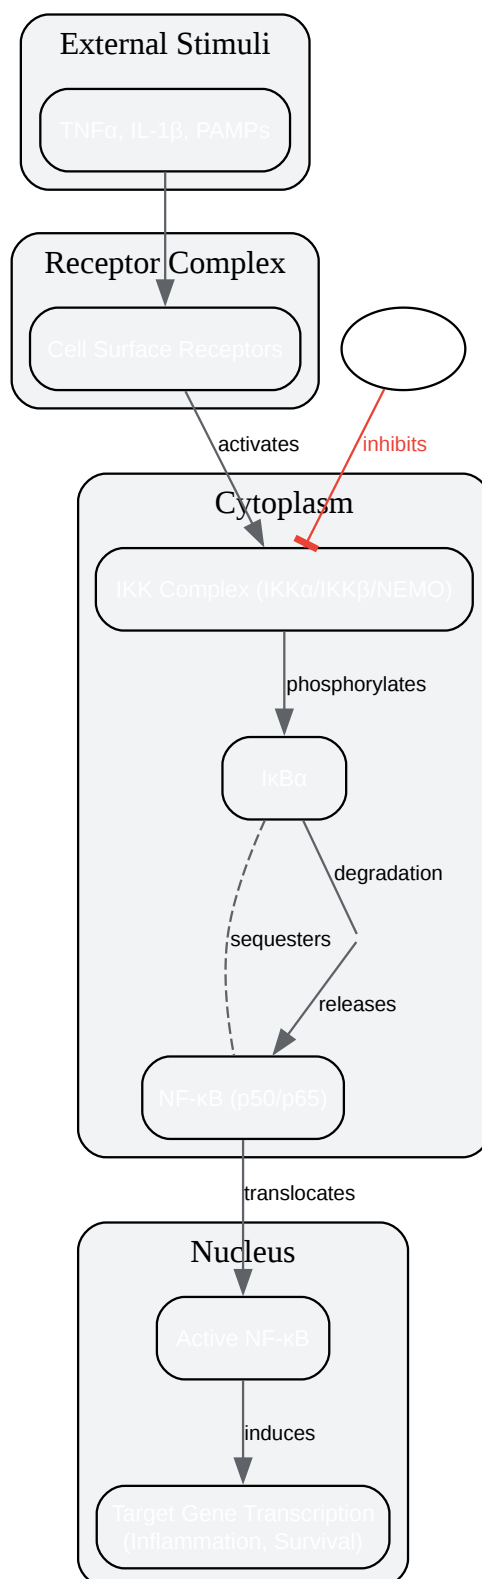 External Stimuli
TNFα, IL-1β, PAMPs
Receptor Complex
Cell Surface Receptors
activates
inhibits
Cytoplasm
IKK Complex (IKKα/IKKβ/NEMO)
phosphorylates
IκBα
degradation
sequesters
releases
NF-κB (p50/p65)
translocates
Nucleus
Active NF-κB
induces
Target Gene Transcription
(Inflammation, Survival)